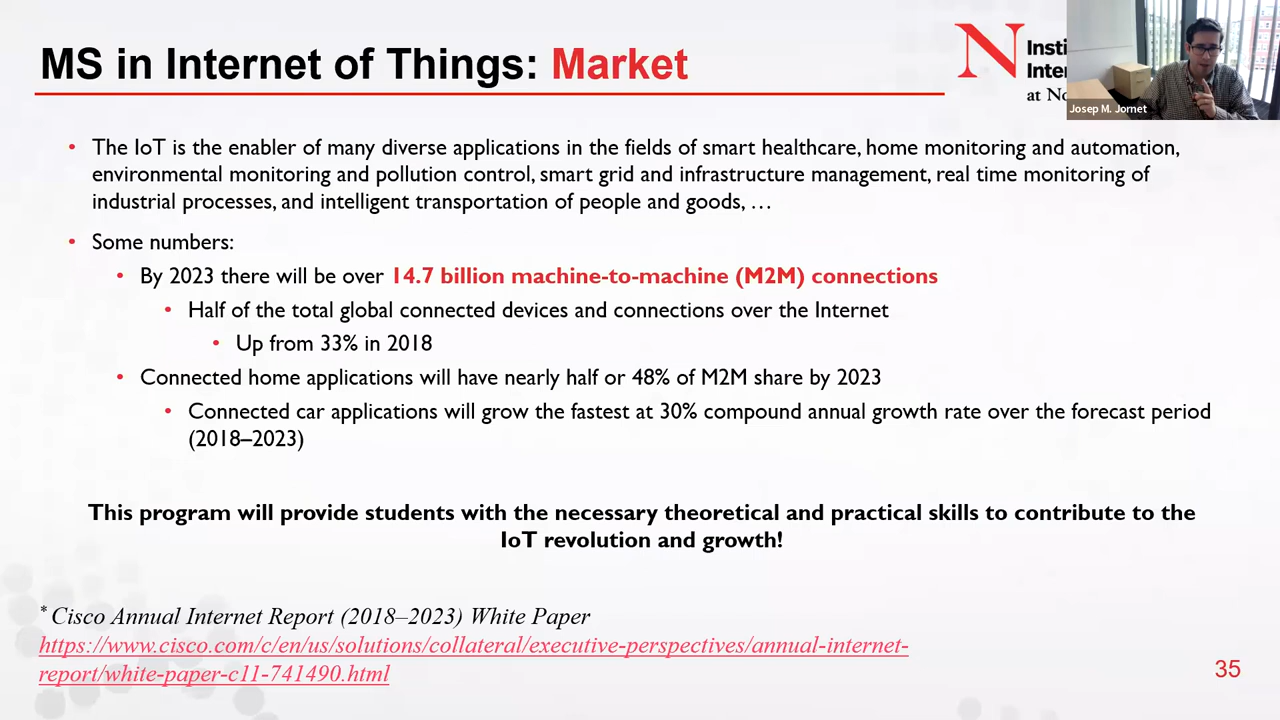 MS in Internet of Things: Market
N
Insti
Inter
at No
Josep M. Jornet
• The IoT is the enabler of many diverse applications in the fields of smart healthcare, home monitoring and automation,
environmental monitoring and pollution control, smart grid and infrastructure management, real time monitoring of
industrial processes, and intelligent transportation of people and goods, …
• Some numbers:
• By 2023 there will be over 14.7 billion machine-to-machine (M2M) connections
• Half of the total global connected devices and connections over the Internet
• Up from 33% in 2018
• Connected home applications will have nearly half or 48% of M2M share by 2023
• Connected car applications will grow the fastest at 30% compound annual growth rate over the forecast period
(2018–2023)
This program will provide students with the necessary theoretical and practical skills to contribute to the
IoT revolution and growth!
* Cisco Annual Internet Report (2018–2023) White Paper
https://www.cisco.com/c/en/us/solutions/collateral/executive-perspectives/annual-internet-
report/white-paper-c11-741490.html
35